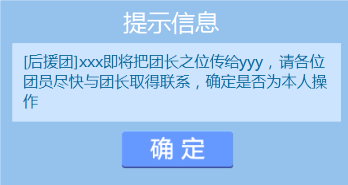 提示信息
[后援团]xxx即将把团长之位传给yyy，请各位
团员尽快与团长取得联系，确定是否为本人操
作
确 定